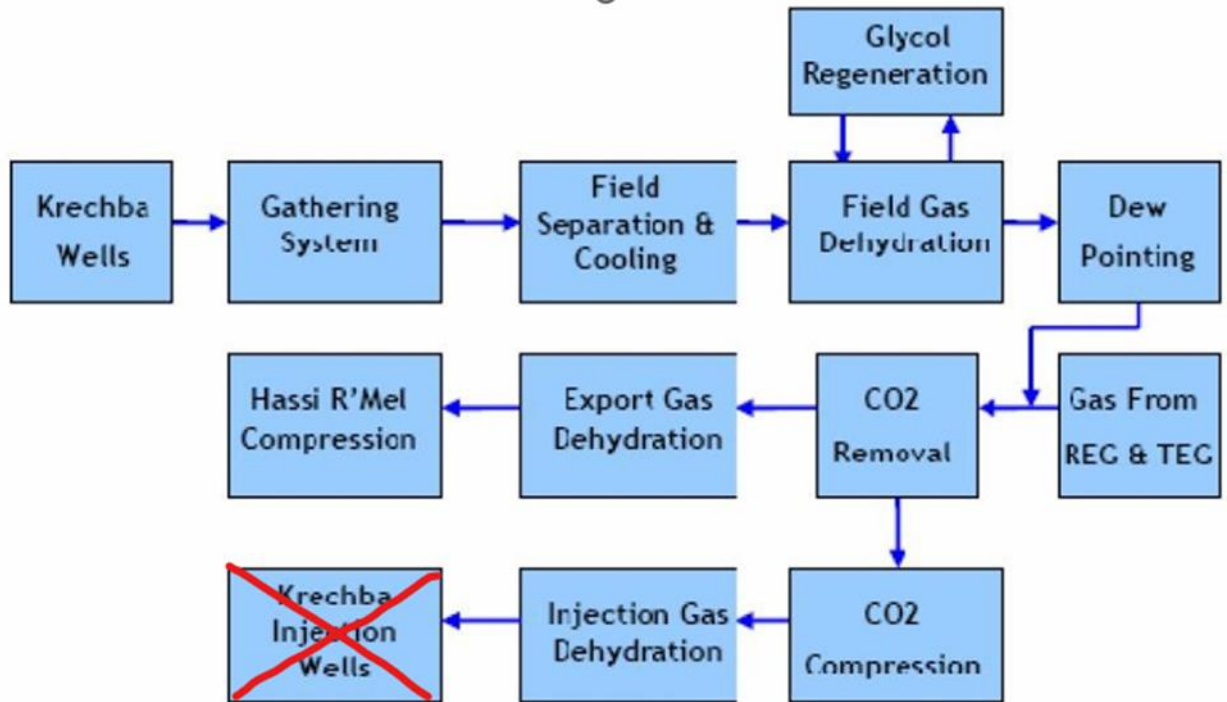 Glycol
Regeneration
Krechba
Wells
Gathering
System
Field
Separation &
Cooling
Field Gas
Dehydration
Dew
Pointing
Hassi R'Mel
Compression
Export Gas
Dehydration
CO2
Removal
Gas From
REG & TEG
Krechba
Injection
Wells
Injection Gas
Dehydration
CO2
Compression